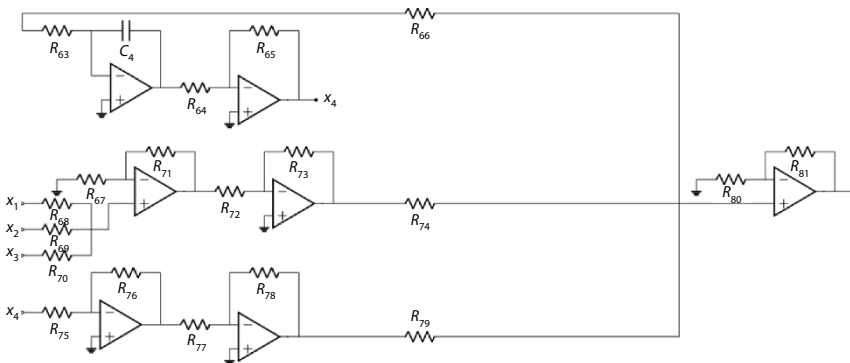 R63
C4
R64
R65
x4
R66
R67
R71
R72
R73
R74
R80
R81
x1
R68
x2
R69
x3
R70
x4
R75
R76
R77
R78
R79
− + − + − + − + − + − + − +